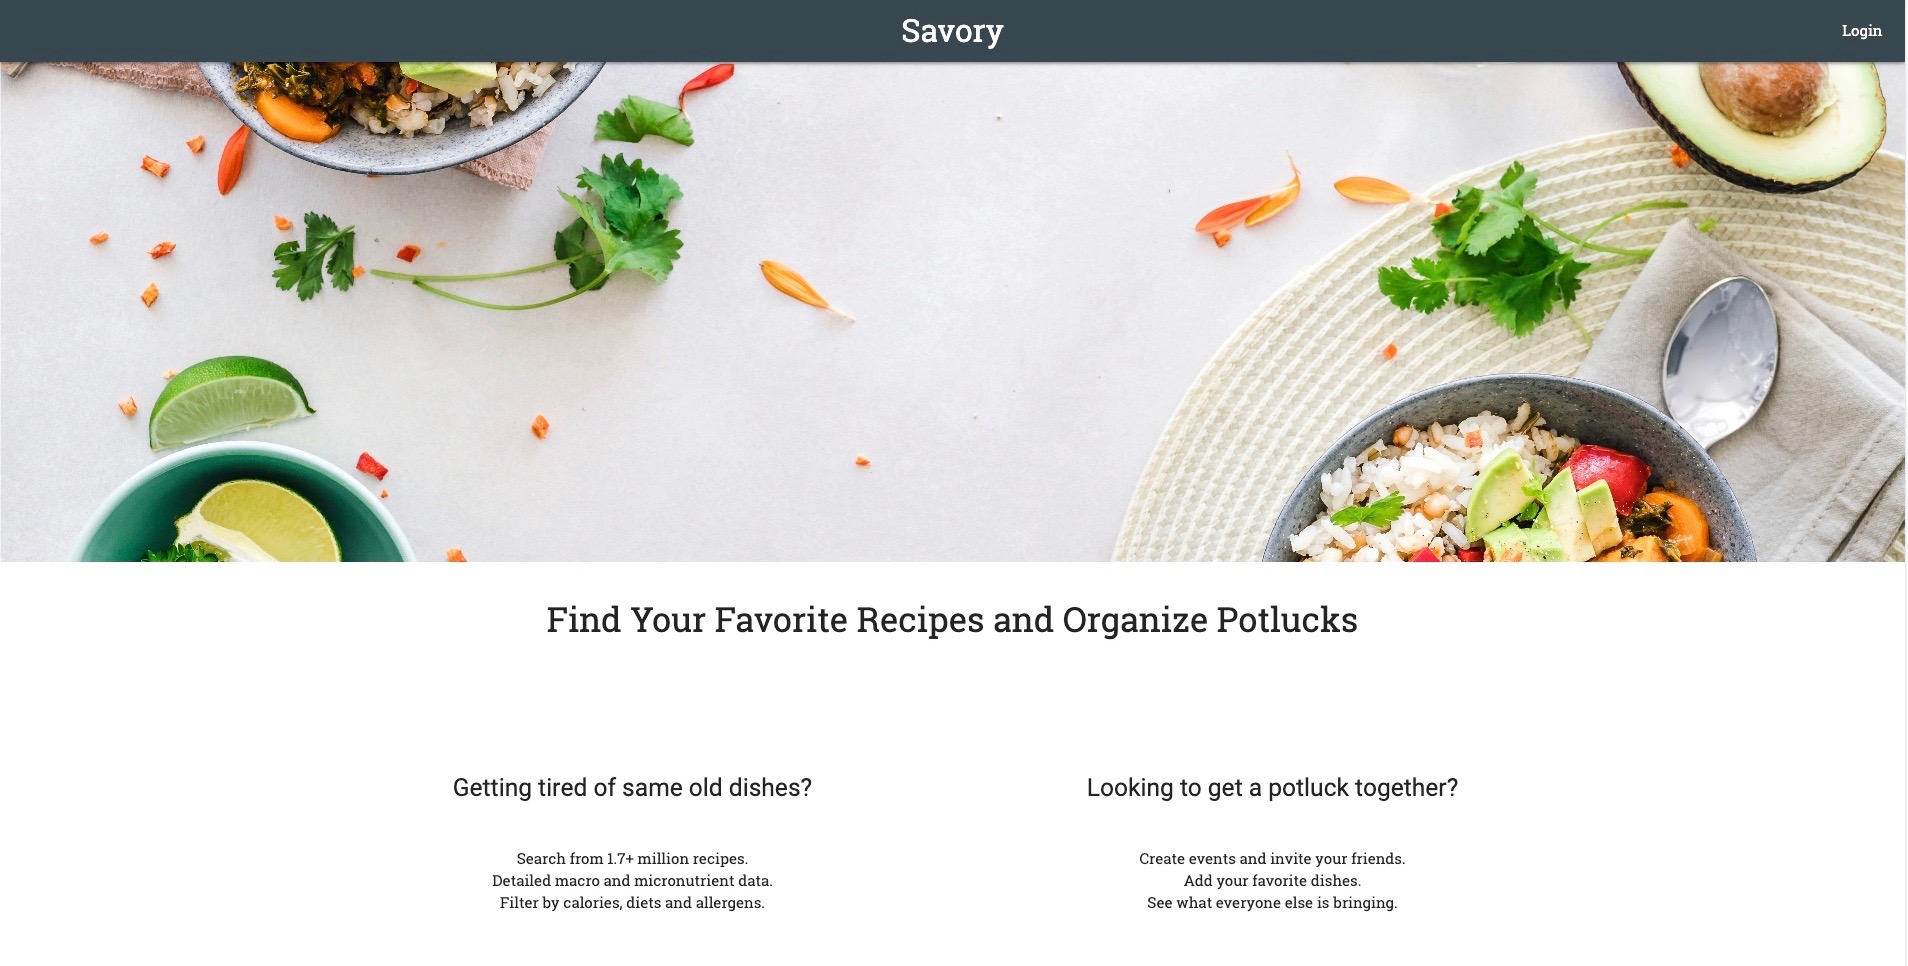 Savory
Login
Find Your Favorite Recipes and Organize Potlucks
Getting tired of same old dishes?
Search from 1.7+ million recipes.
Detailed macro and micronutrient data.
Filter by calories, diets and allergens.
Looking to get a potluck together?
Create events and invite your friends.
Add your favorite dishes.
See what everyone else is bringing.